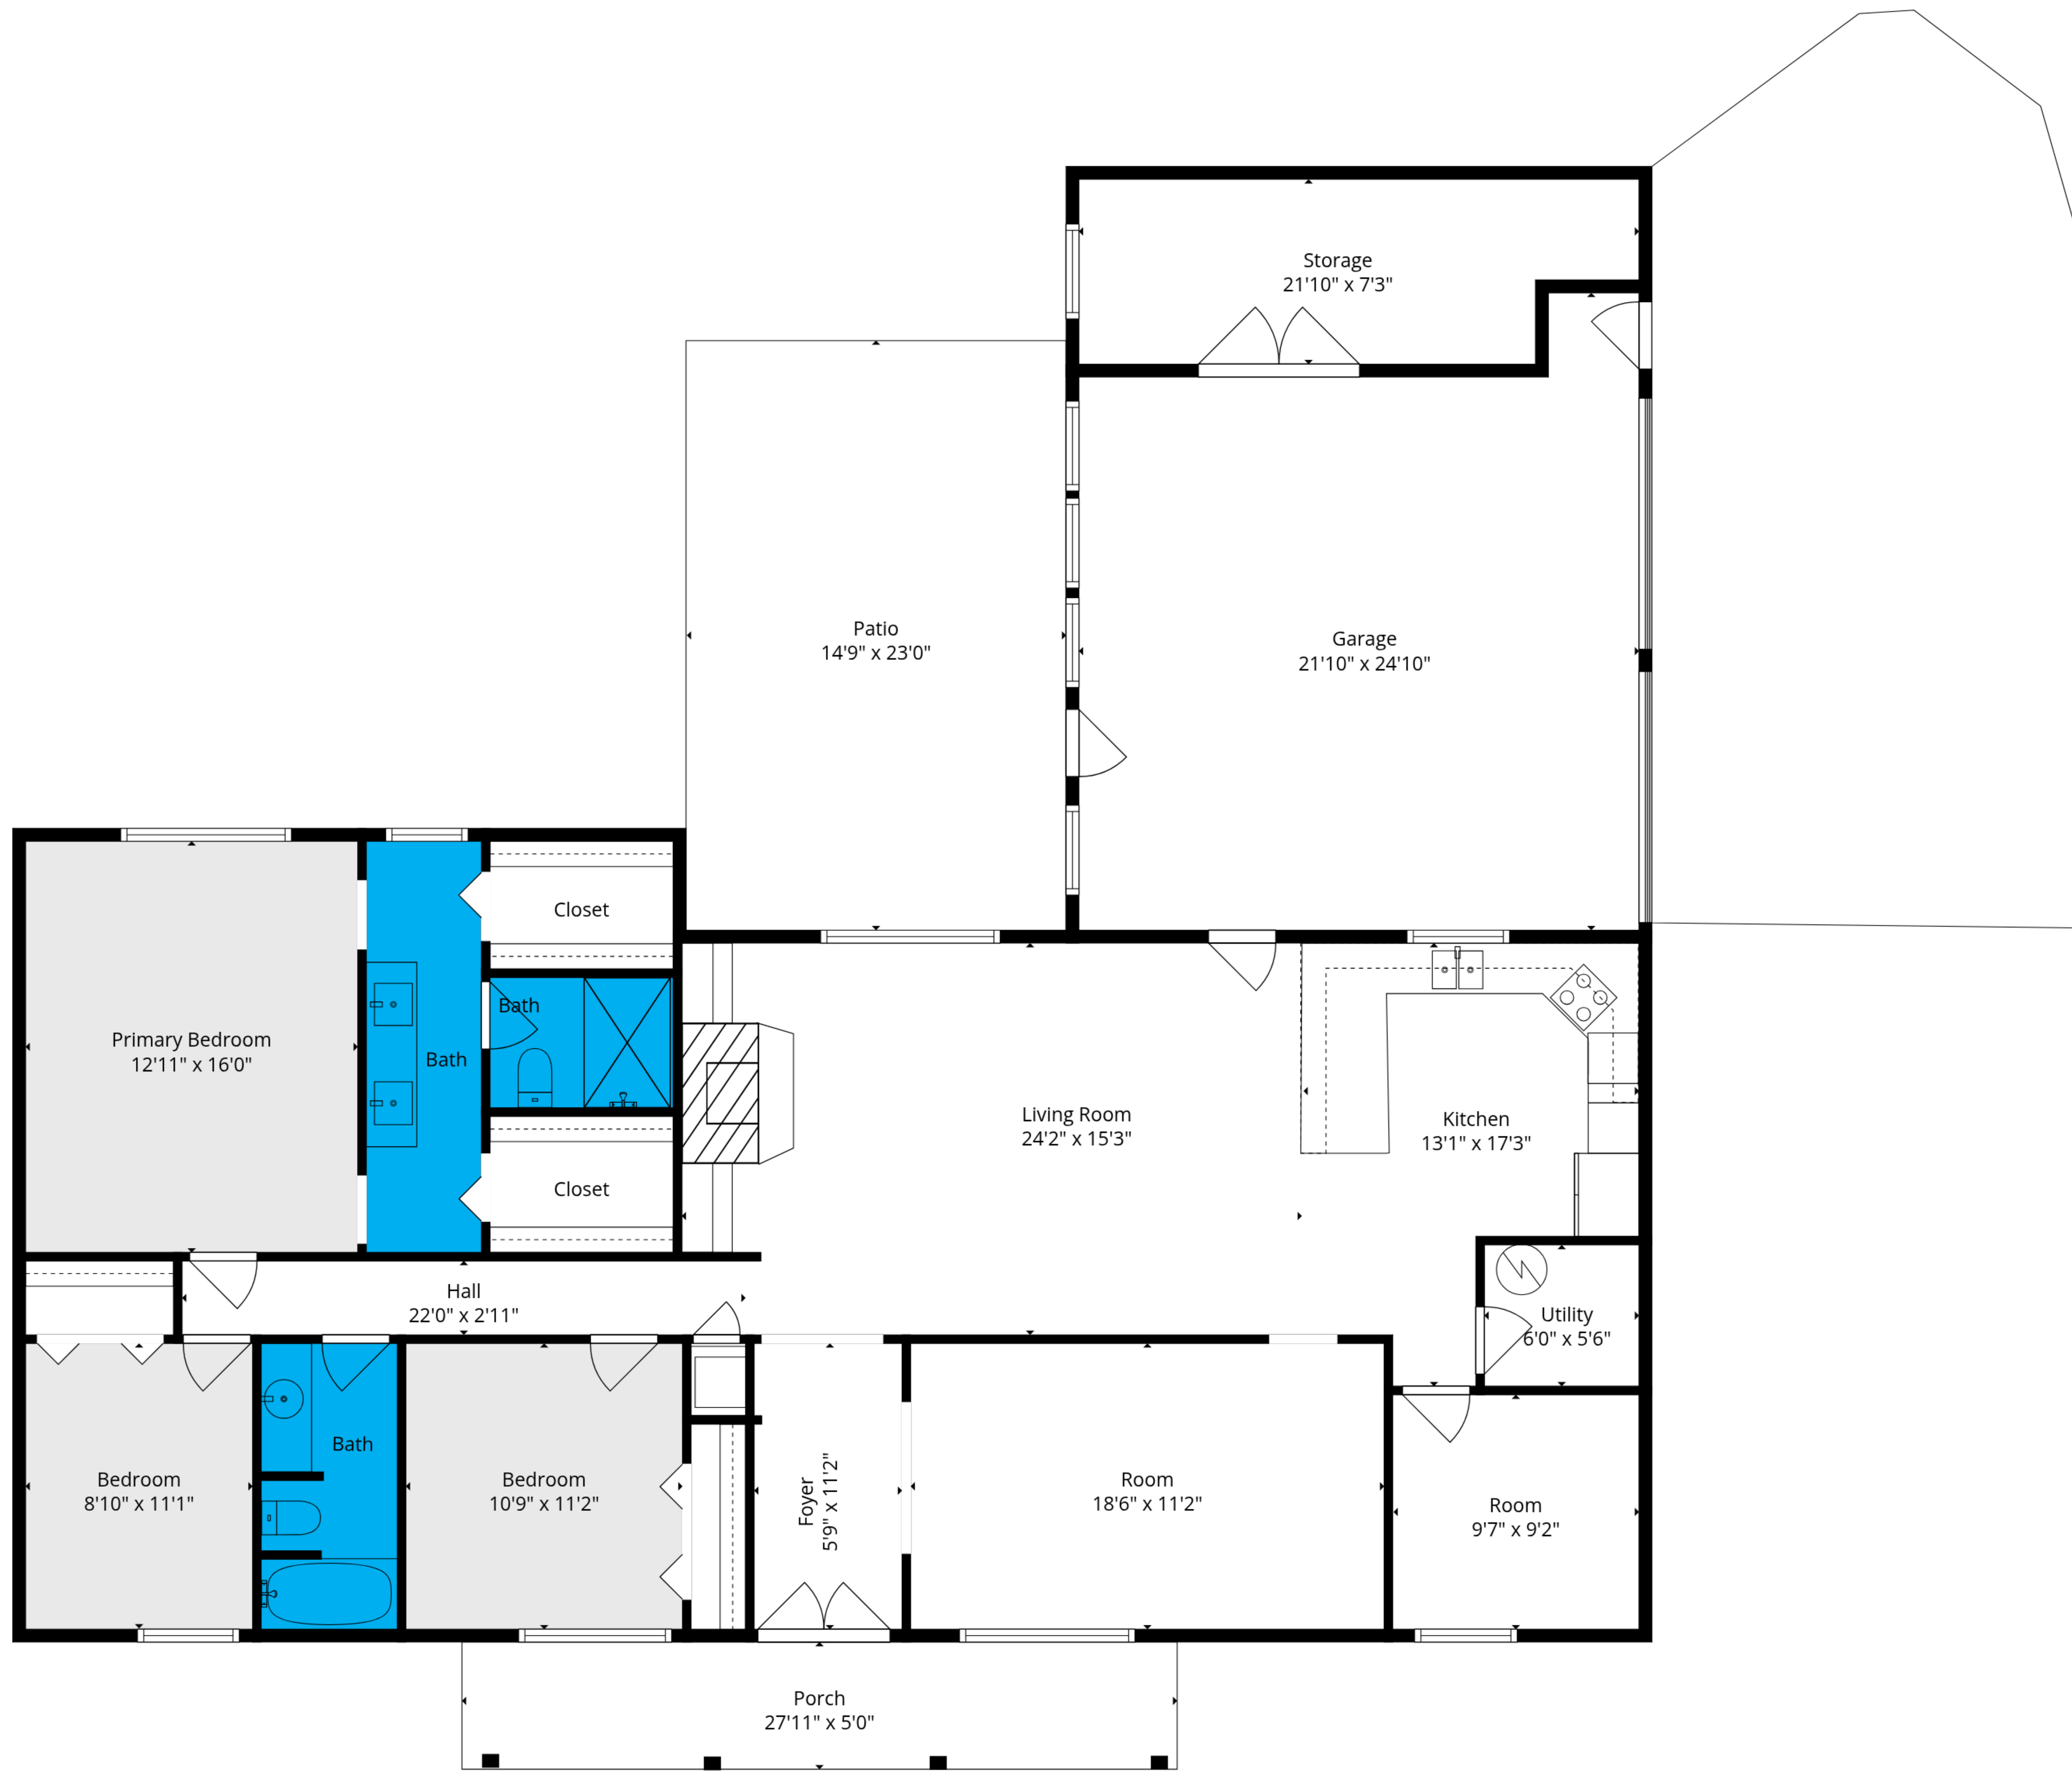 Storage
21'10" x 7'3"
Patio
14'9" x 23'0"
Garage
21'10" x 24'10"
Closet
Bath
Primary Bedroom
12'11" x 16'0"
Bath
Living Room
24'2" x 15'3"
Kitchen
13'1" x 17'3"
Closet
Hall
22'0" x 2'11"
Utility
6'0" x 5'6"
Bath
Bedroom
8'10" x 11'1"
Bedroom
10'9" x 11'2"
Foyer
5'9" x 11'2"
Room
18'6" x 11'2"
Room
9'7" x 9'2"
Porch
27'11" x 5'0"